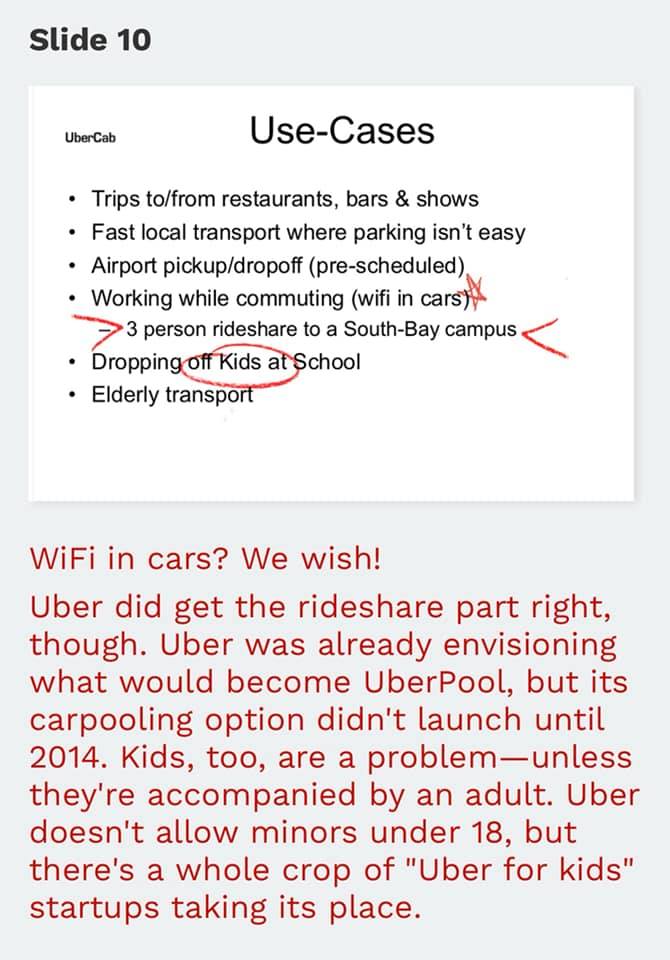 Slide 10
UberCab
Use-Cases
• Trips to/from restaurants, bars & shows
• Fast local transport where parking isn't easy
• Airport pickup/dropoff (pre-scheduled)
• Working while commuting (wifi in cars)
– 3 person rideshare to a South-Bay campus
• Dropping off Kids at School
• Elderly transport
WiFi in cars? We wish!
Uber did get the rideshare part right,
though. Uber was already envisioning
what would become UberPool, but its
carpooling option didn't launch until
2014. Kids, too, are a problem—unless
they're accompanied by an adult. Uber
doesn't allow minors under 18, but
there's a whole crop of "Uber for kids"
startups taking its place.